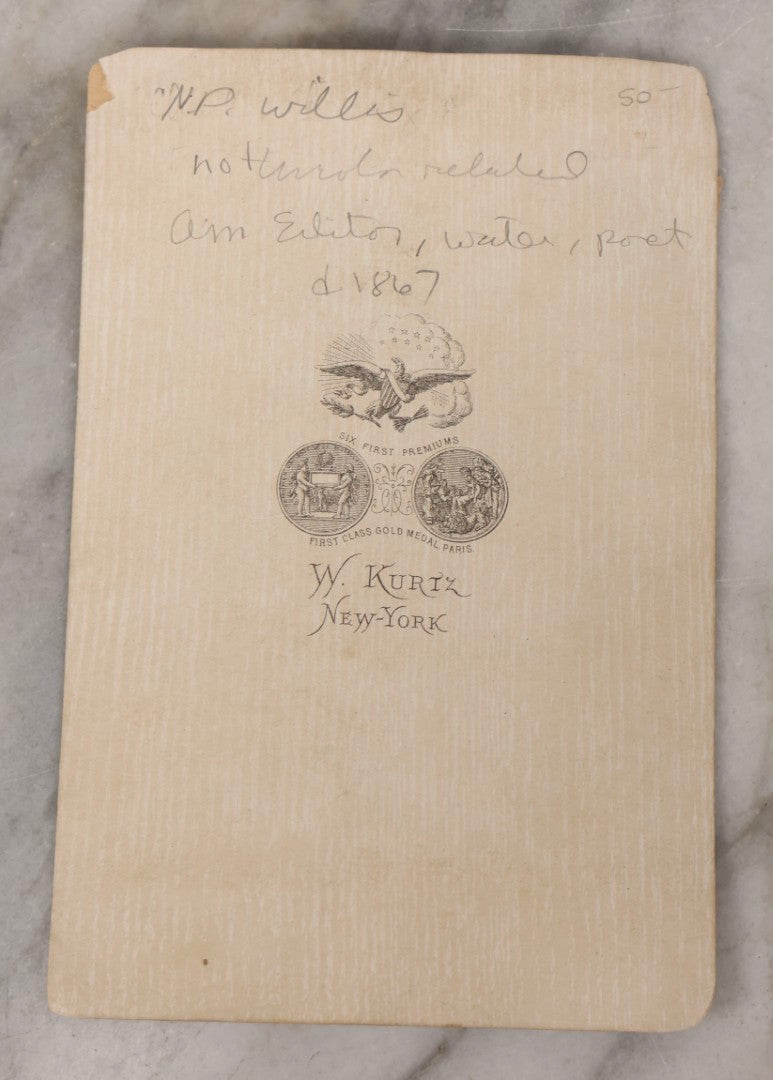 "N.P. Willis 50-
not Lincoln related
Am Editor, writer, poet
d 1867
SIX FIRST PREMIUMS
FIRST CLASS GOLD MEDAL PARIS.
W. KURTZ
NEW-YORK